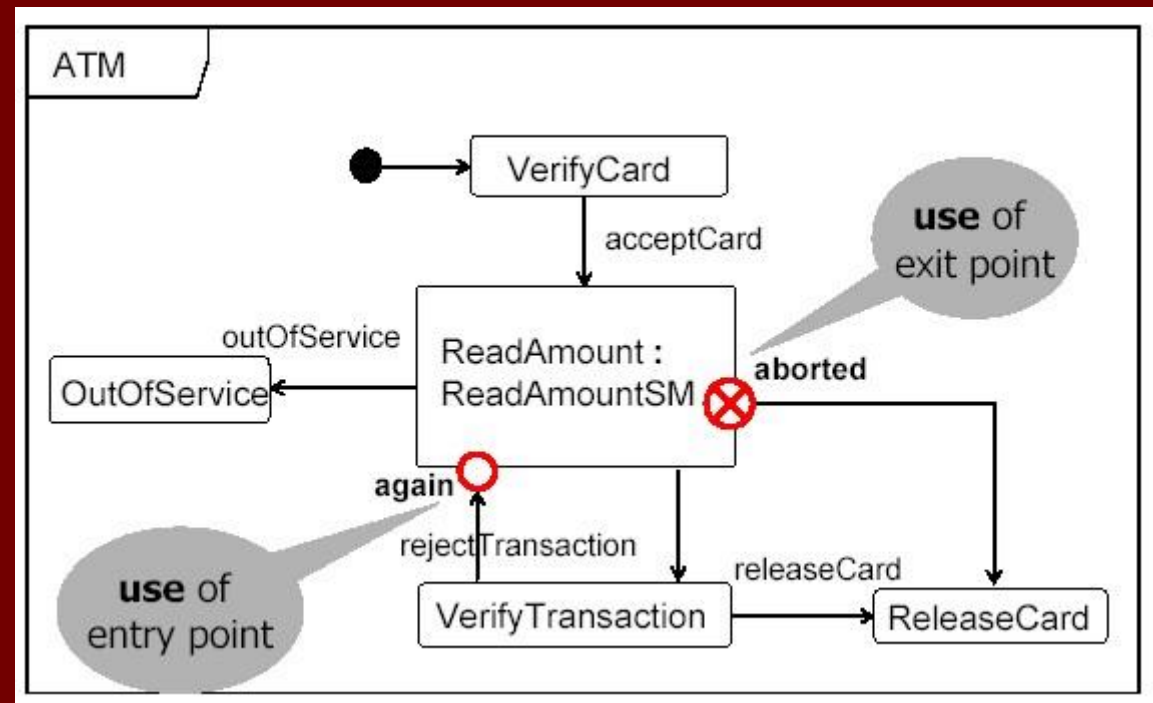 ATM
VerifyCard
acceptCard
use of
exit point
outOfService
OutOfService
ReadAmount :
ReadAmountSM
aborted
again
rejectTransaction
use of
entry point
VerifyTransaction
releaseCard
ReleaseCard